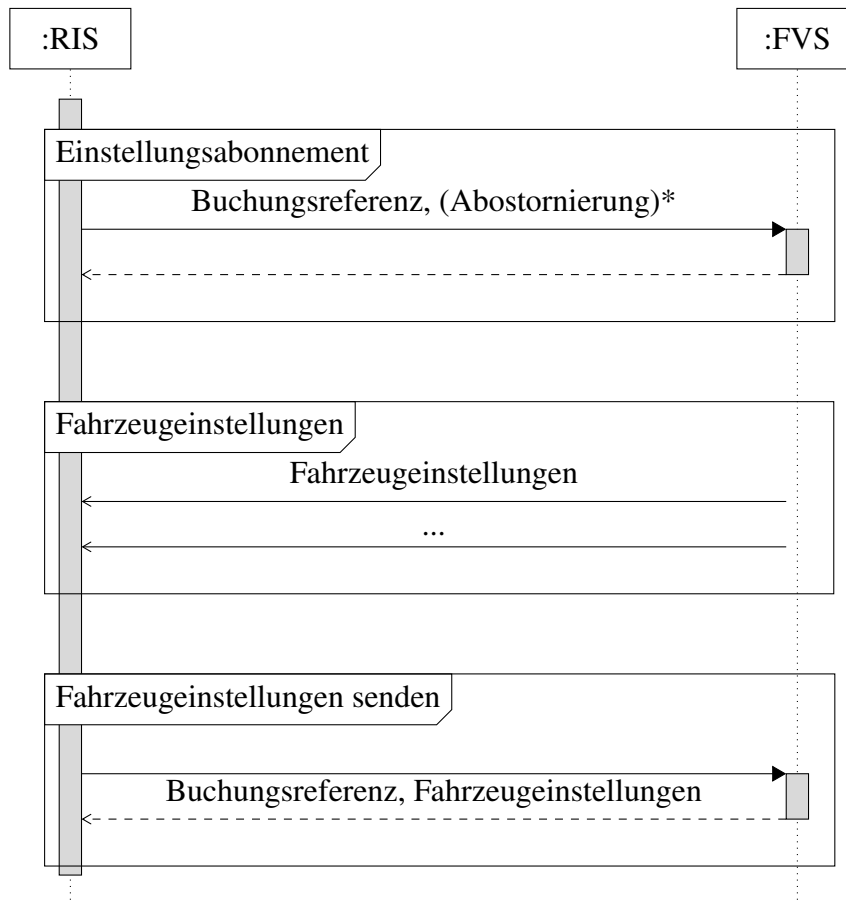 :RIS
:FVS
Einstellungsabonnement
Buchungsreferenz, (Abostornierung)*
Fahrzeugeinstellungen
Fahrzeugeinstellungen
...
Fahrzeugeinstellungen senden
Buchungsreferenz, Fahrzeugeinstellungen